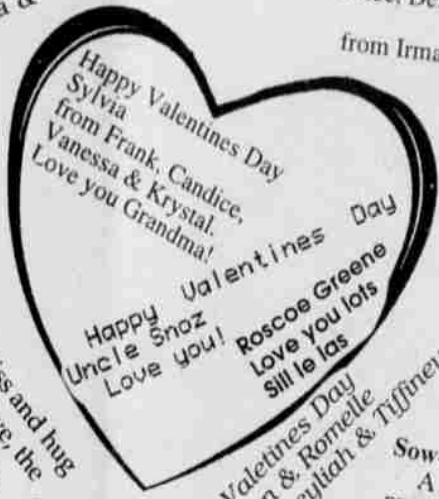 from Irma
Happy Valentines Day
Sylvia
from Frank, Candice,
Vanessa & Krystal.
Love you Grandma!
Happy Valentines Day
Uncle Snoz
Love you!
Roscoe Greene
Love you lots
Sill le las
and hug
the
Valetines Day
& Romelle
& Tiffiney
Sow
A